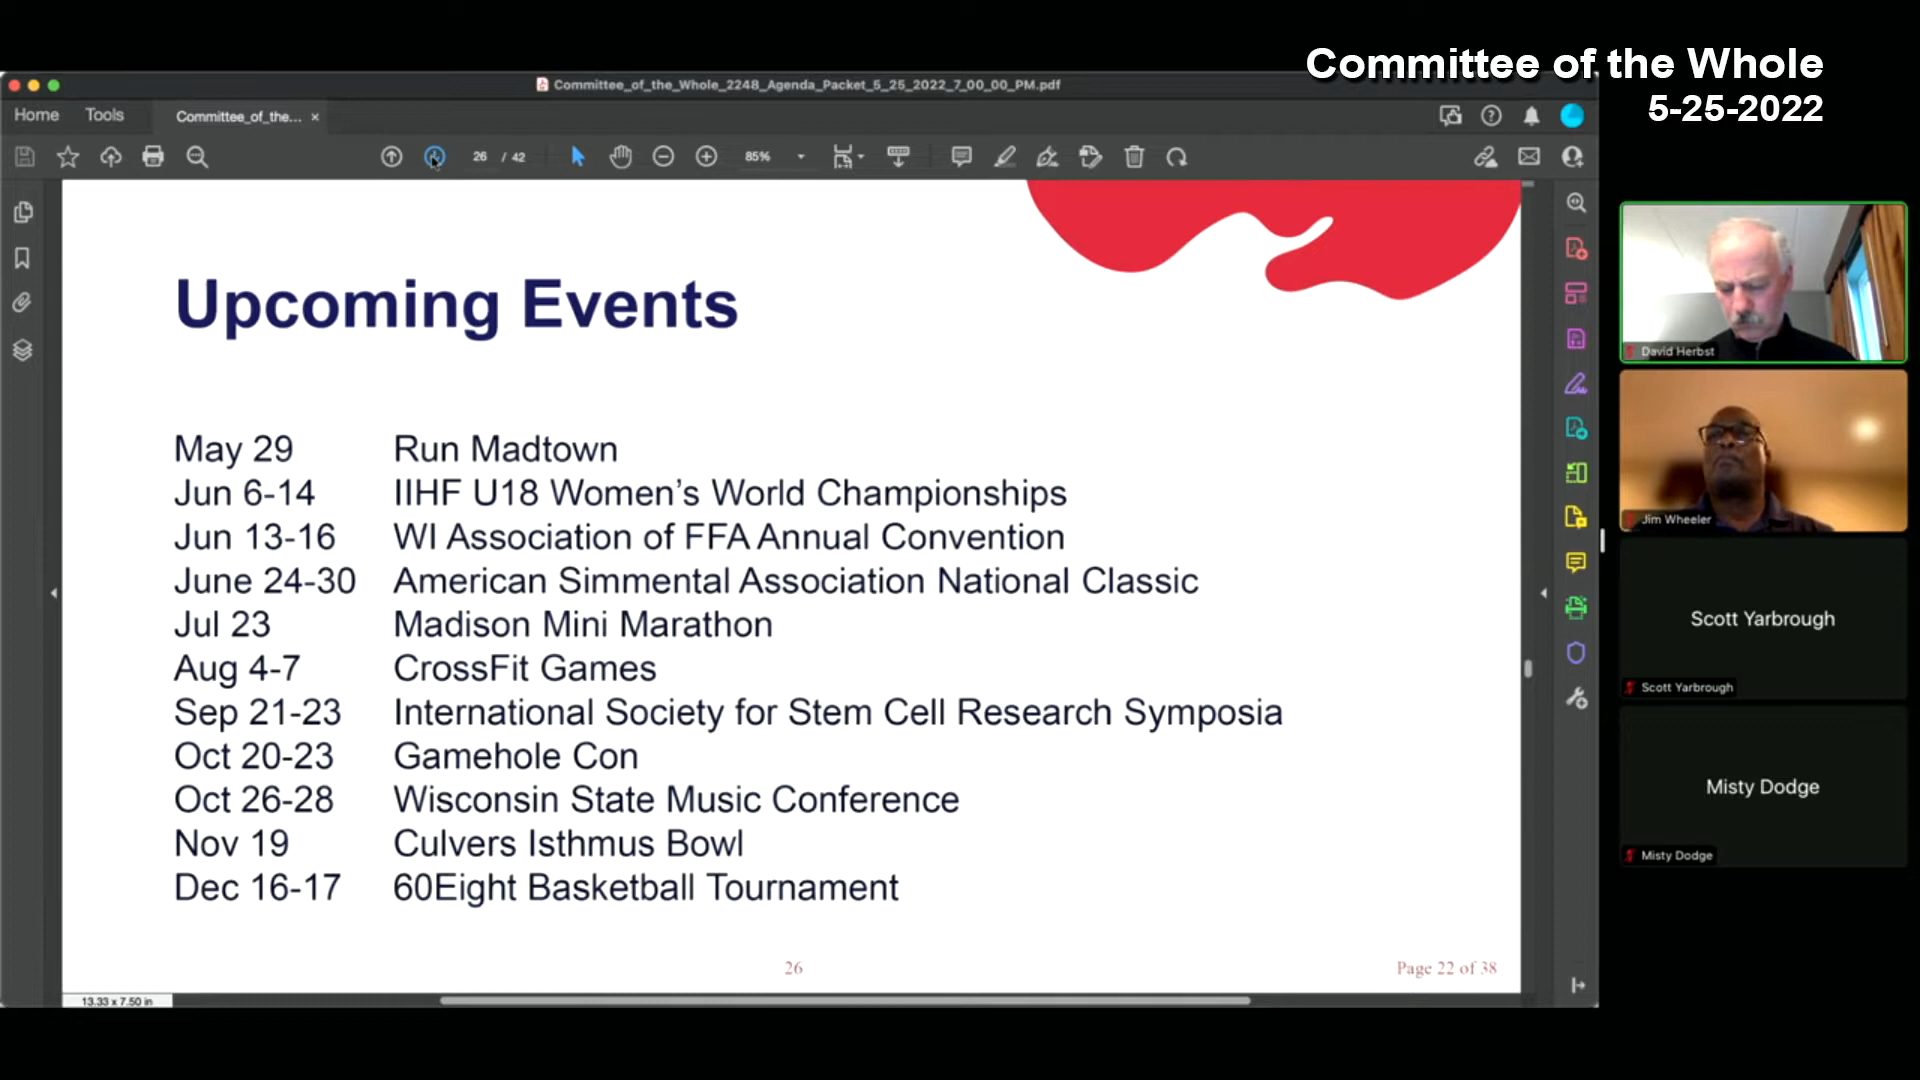 Committee of the Whole
5-25-2022
Committee_of_the_Whole_2248_Agenda_Packet_5_25_2022_7_00_00_PM.pdf
Home Tools Committee_of_the... ×
26 / 42 85%
Upcoming Events
May 29 Run Madtown
Jun 6-14 IIHF U18 Women’s World Championships
Jun 13-16 WI Association of FFA Annual Convention
June 24-30 American Simmental Association National Classic
Jul 23 Madison Mini Marathon
Aug 4-7 CrossFit Games
Sep 21-23 International Society for Stem Cell Research Symposia
Oct 20-23 Gamehole Con
Oct 26-28 Wisconsin State Music Conference
Nov 19 Culvers Isthmus Bowl
Dec 16-17 60Eight Basketball Tournament
26 Page 22 of 38
13.33 x 7.50 in
David Herbst
Jim Wheeler
Scott Yarbrough
Scott Yarbrough
Misty Dodge
Misty Dodge